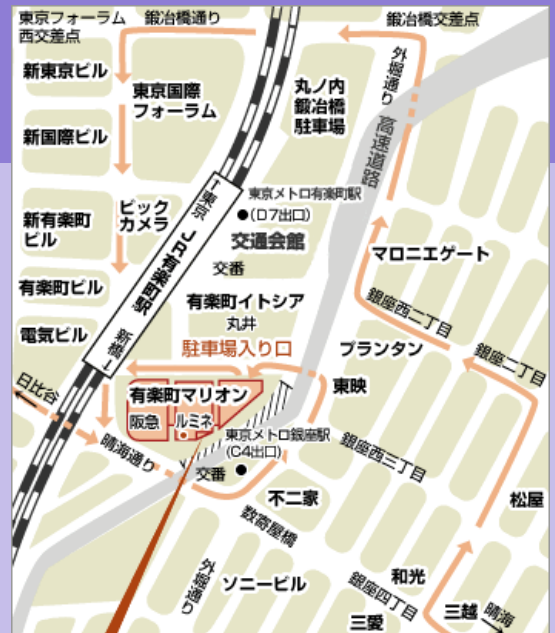 東京フォーラム
西交差点
鍛冶橋通り
鍛冶橋交差点
新東京ビル
東京国際
フォーラム
丸ノ内
鍛冶橋
駐車場
外堀通り
高速道路
新国際ビル
↑東京 JR有楽町駅 新橋↓
東京メトロ有楽町駅
●(D7出口)
新有楽町
ビル
ビック
カメラ
交通会館
交番
マロニエゲート
有楽町ビル
有楽町イトシア
丸井
銀座西二丁目
電気ビル
駐車場入り口
プランタン
銀座二丁目
日比谷
有楽町マリオン
東映
阪急
ルミネ
東京メトロ銀座駅
(C4出口)
晴海通り
交番
銀座西三丁目
不二家
松屋
数寄屋橋
外堀通り
ソニービル
和光
銀座四丁目
三越
晴海
三愛